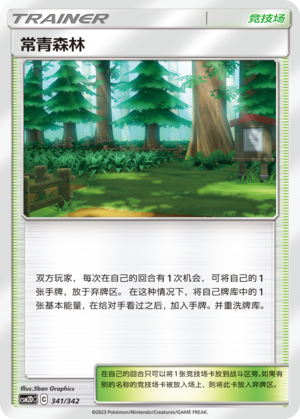 TRAINER 竞技场
常青森林
双方玩家，每次在自己的回合有1次机会，可将自己的1
张手牌，放于弃牌区。在这种情况下，将自己牌库中的1
张基本能量，在给对手看过之后，加入手牌。并重洗牌库。
在自己的回合只可以将1张竞技场卡放到战斗区旁。如果有
别的名称的竞技场卡被放入场上，则将此卡放入弃牌区。
Illus.5ban Graphics
CSM2DC C 341/342
©2023 Pokémon/Nintendo/Creatures/GAME FREAK.